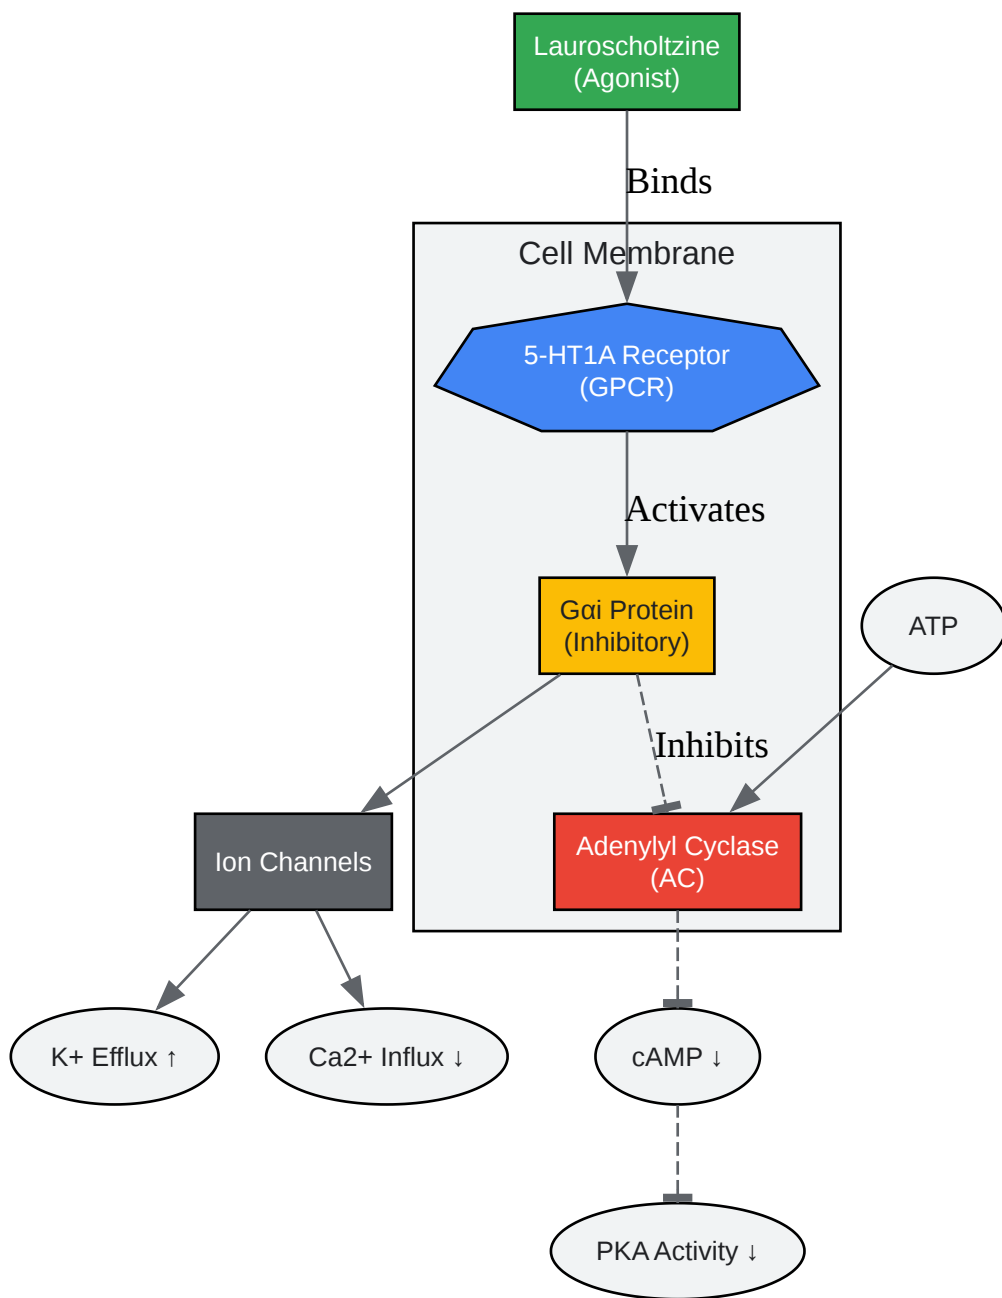 Lauroscholtzine
(Agonist)
Binds
Cell Membrane
5-HT1A Receptor
(GPCR)
Activates
Gαi Protein
(Inhibitory)
ATP
Inhibits
Ion Channels
Adenylyl Cyclase
(AC)
K+ Efflux ↑
Ca2+ Influx ↓
cAMP ↓
PKA Activity ↓